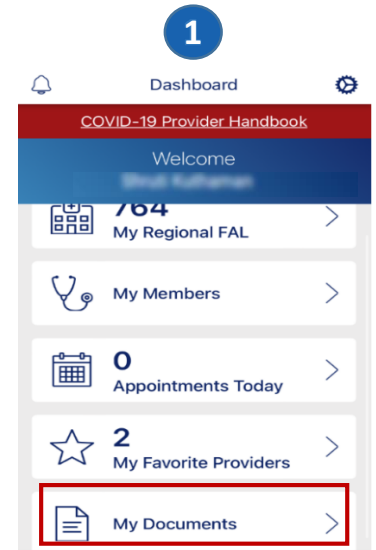 1
Dashboard
COVID-19 Provider Handbook
Welcome
764
My Regional FAL
My Members
0
Appointments Today
2
My Favorite Providers
My Documents